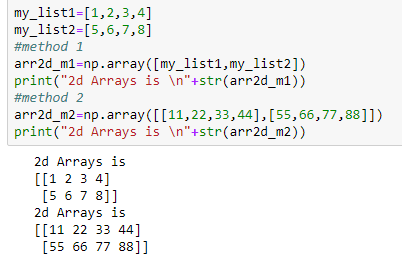 my_list1=[1,2,3,4]
my_list2=[5,6,7,8]
#method 1
arr2d_m1=np.array([my_list1,my_list2])
print("2d Arrays is \n"+str(arr2d_m1))
#method 2
arr2d_m2=np.array([[11,22,33,44],[55,66,77,88]])
print("2d Arrays is \n"+str(arr2d_m2))
2d Arrays is
[[1 2 3 4]
 [5 6 7 8]]
2d Arrays is
[[11 22 33 44]
 [55 66 77 88]]